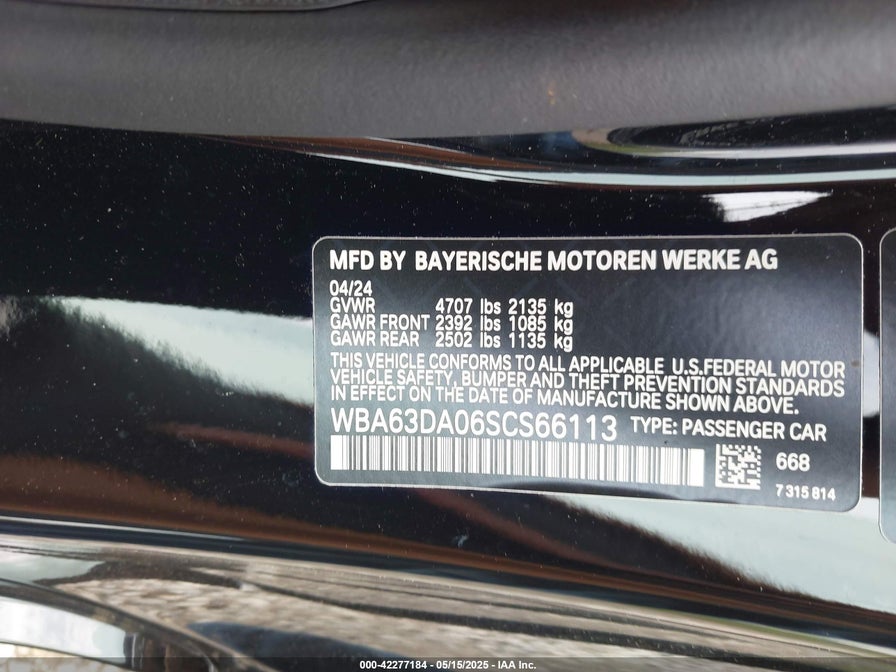 MFD BY BAYERISCHE MOTOREN WERKE AG
04/24
GVWR 4707 lbs 2135 kg
GAWR FRONT 2392 lbs 1085 kg
GAWR REAR 2502 lbs 1135 kg
THIS VEHICLE CONFORMS TO ALL APPLICABLE U.S.FEDERAL MOTOR
VEHICLE SAFETY, BUMPER AND THEFT PREVENTION STANDARDS
IN EFFECT ON THE DATE OF MANUFACTURE SHOWN ABOVE.
WBA63DA06SCS66113 TYPE: PASSENGER CAR
668
7 315 814
000-42277184 - 05/15/2025 - IAA Inc.